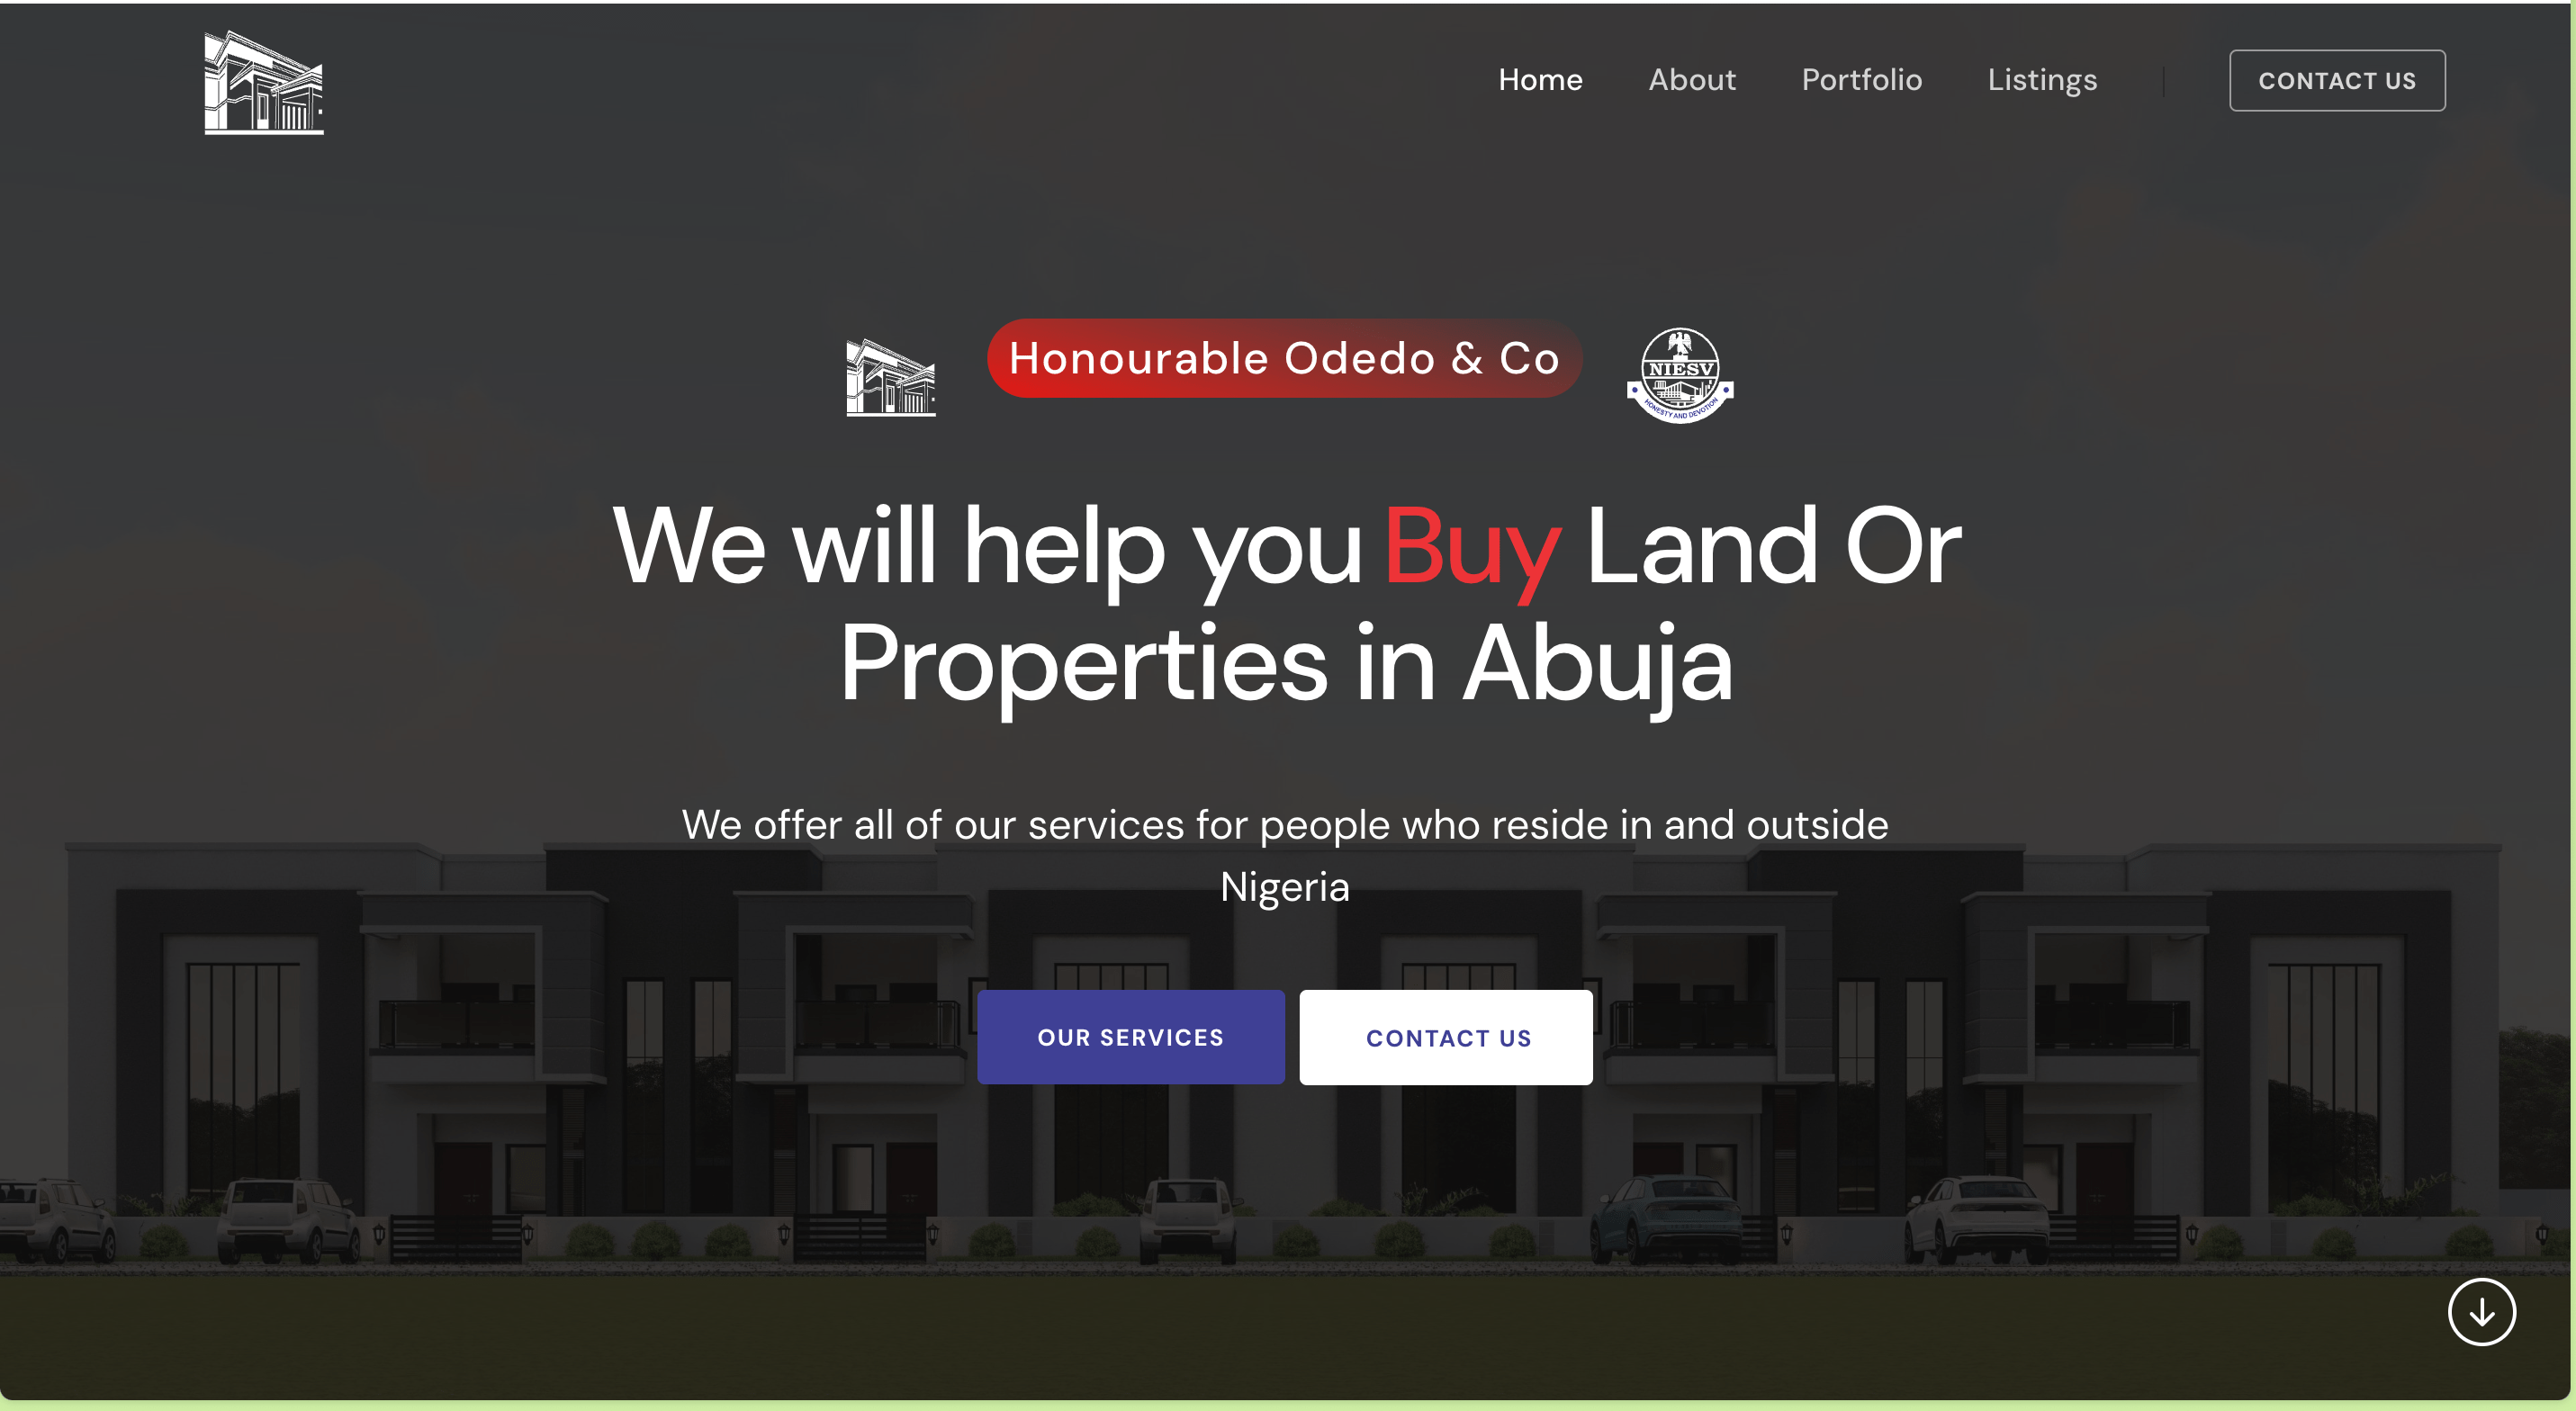 Home About Portfolio Listings CONTACT US
Honourable Odedo & Co
NIESV
HONESTY AND DEVOTION
We will help you Buy Land Or
Properties in Abuja
We offer all of our services for people who reside in and outside
Nigeria
OUR SERVICES CONTACT US